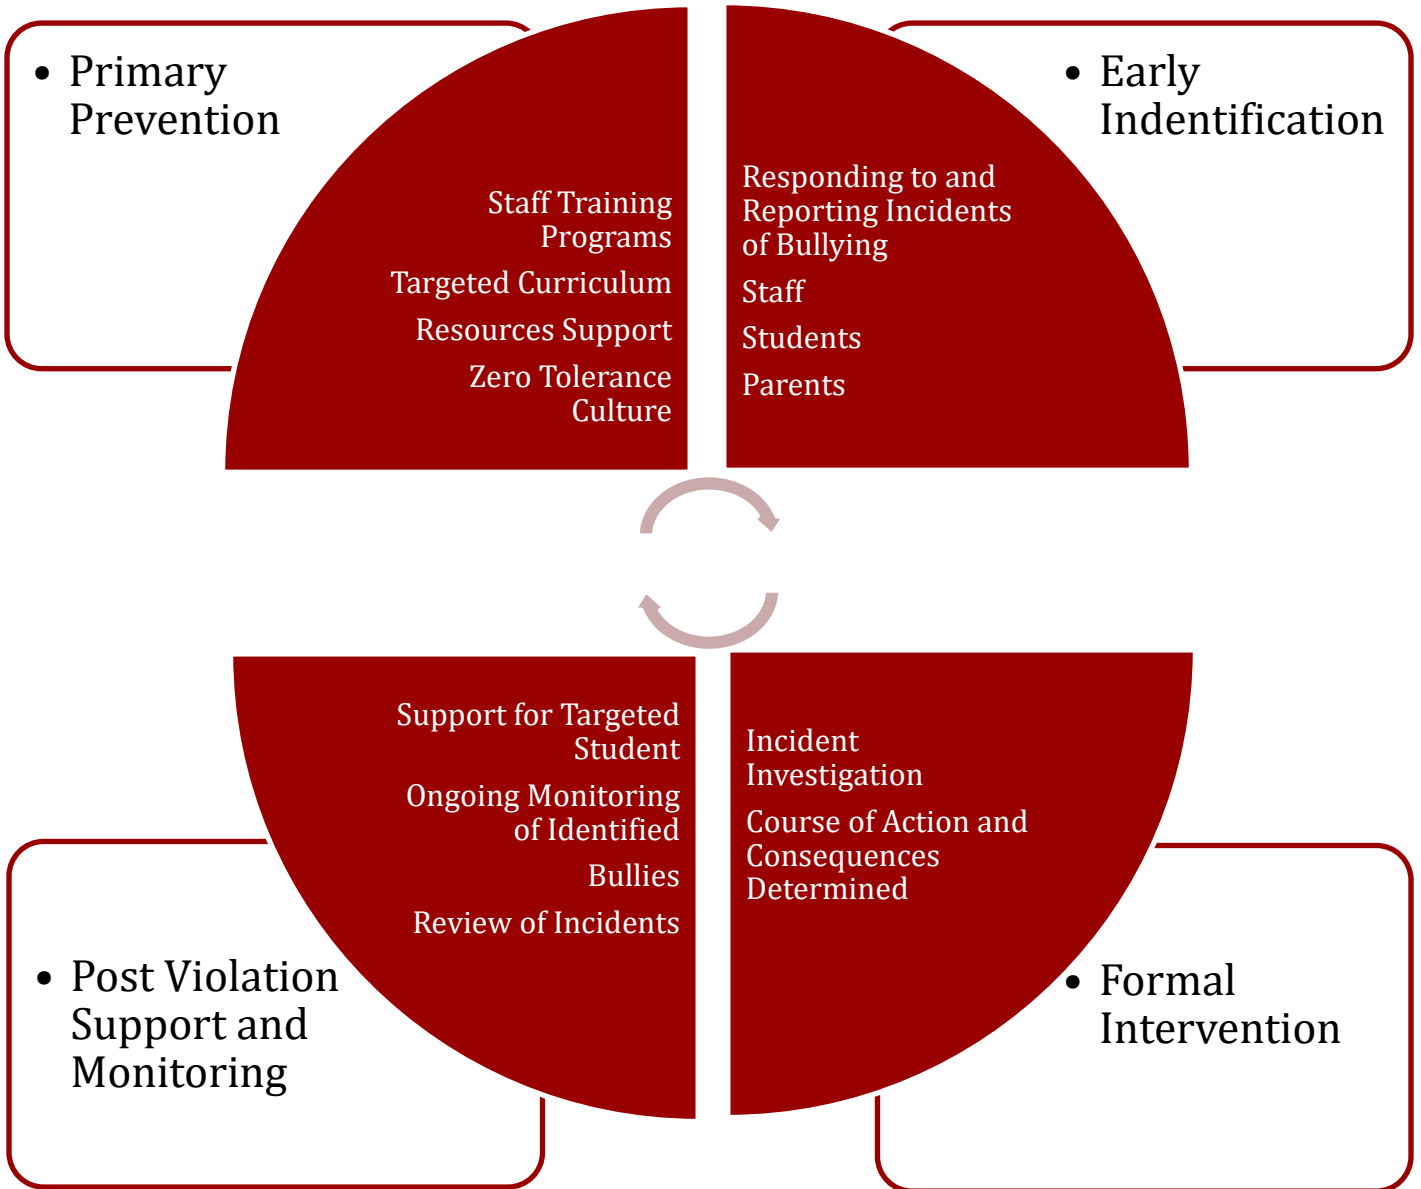 • Primary
Prevention
Staff Training
Programs
Targeted Curriculum
Resources Support
Zero Tolerance
Culture
• Early
Indentification
Responding to and
Reporting Incidents
of Bullying
Staff
Students
Parents
Support for Targeted
Student
Ongoing Monitoring
of Identified
Bullies
Review of Incidents
• Post Violation
Support and
Monitoring
Incident
Investigation
Course of Action and
Consequences
Determined
• Formal
Intervention